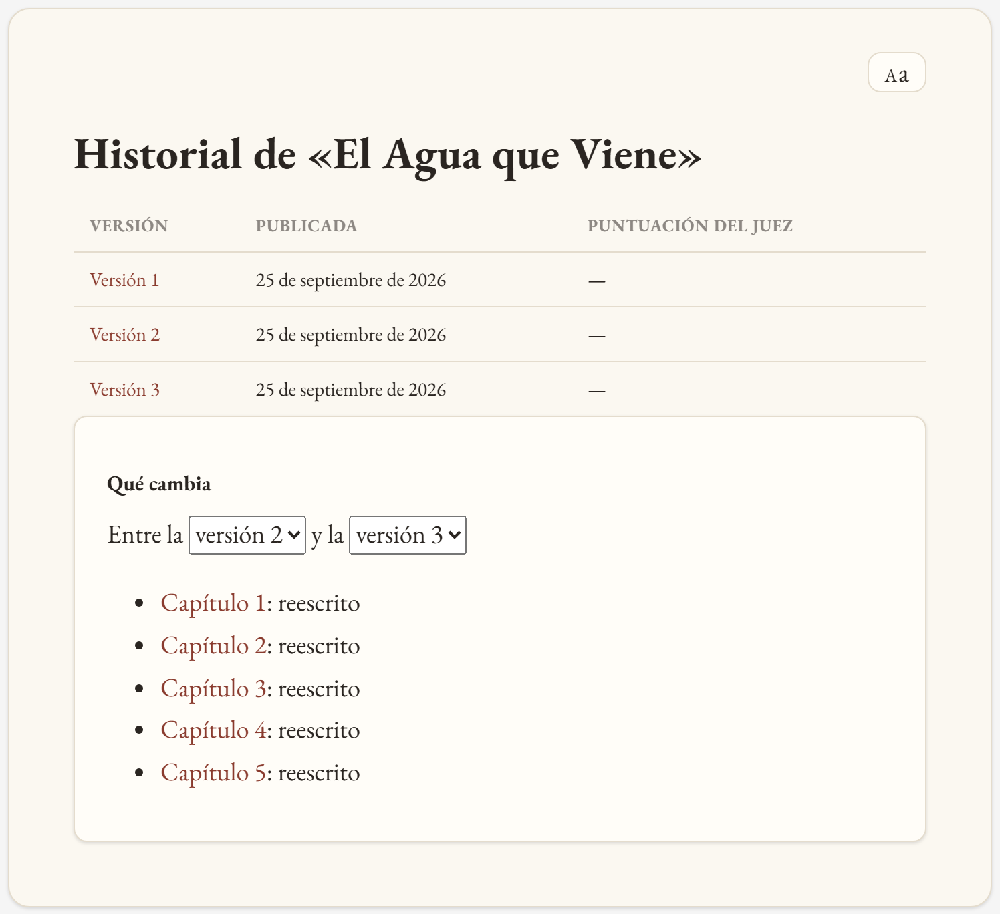 Aa
Historial de «El Agua que Viene»
VERSIÓN PUBLICADA PUNTUACIÓN DEL JUEZ
Versión 1 25 de septiembre de 2026 —
Versión 2 25 de septiembre de 2026 —
Versión 3 25 de septiembre de 2026 —
Qué cambia
Entre la versión 2 y la versión 3
• Capítulo 1: reescrito
• Capítulo 2: reescrito
• Capítulo 3: reescrito
• Capítulo 4: reescrito
• Capítulo 5: reescrito